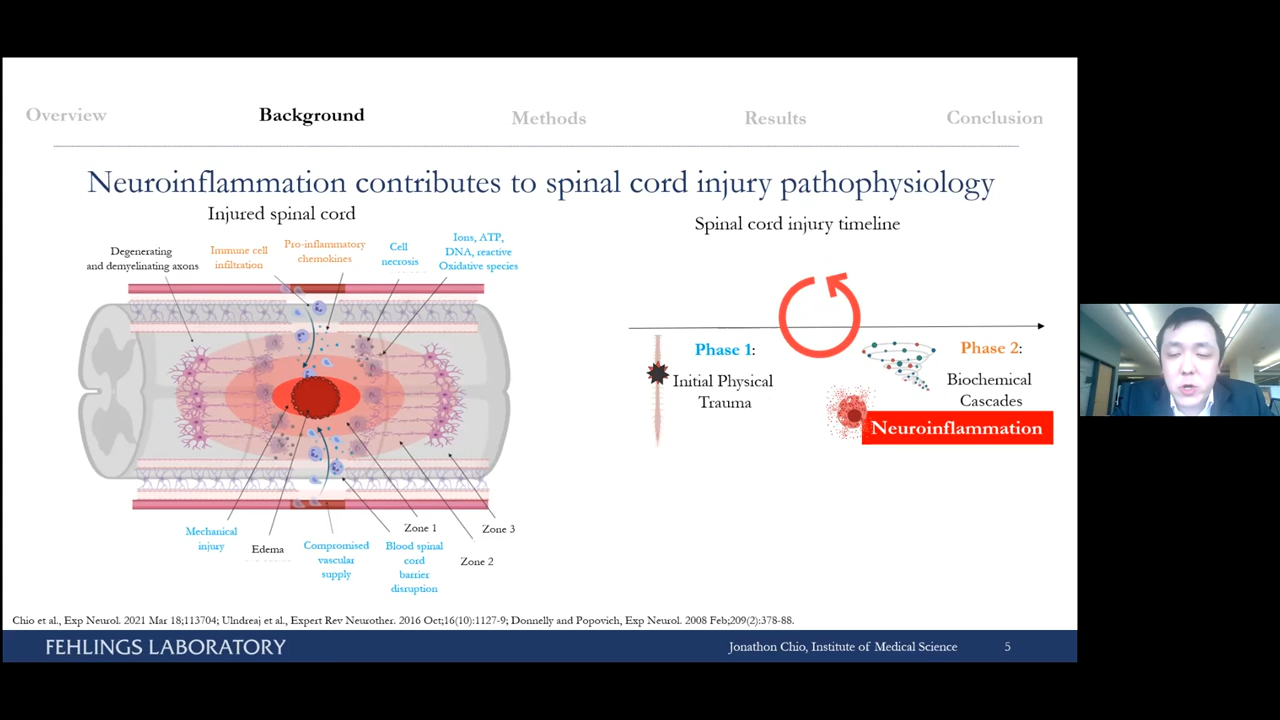 Overview
Background
Methods
Results
Conclusion
Neuroinflammation contributes to spinal cord injury pathophysiology
Injured spinal cord
Degenerating
and demyelinating axons
Immune cell
infiltration
Pro-inflammatory
chemokines
Cell
necrosis
Ions, ATP,
DNA, reactive
Oxidative species
Mechanical
injury
Edema
Compromised
vascular
supply
Blood spinal
cord
barrier
disruption
Zone 1
Zone 2
Zone 3
Spinal cord injury timeline
Phase 1:
Initial Physical
Trauma
Phase 2:
Biochemical
Cascades
Neuroinflammation
Chio et al., Exp Neurol. 2021 Mar 18;113704; Ulndreaj et al., Expert Rev Neurother. 2016 Oct;16(10):1127-9; Donnelly and Popovich, Exp Neurol. 2008 Feb;209(2):378-88.
FEHLINGS LABORATORY
Jonathon Chio, Institute of Medical Science
5